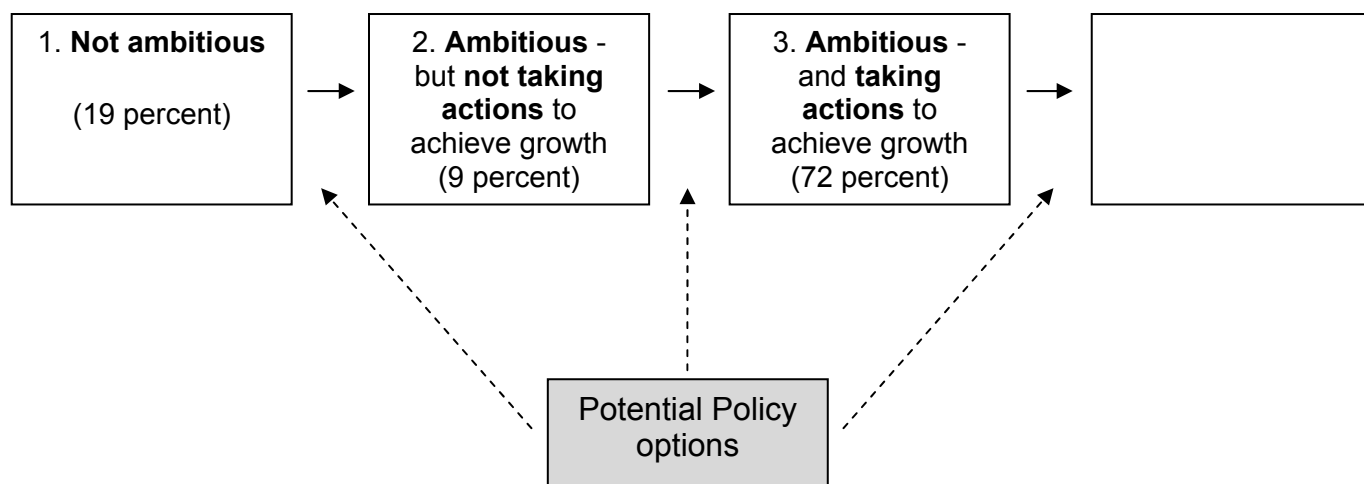 1. Not ambitious
(19 percent)
2. Ambitious -
but not taking
actions to
achieve growth
(9 percent)
3. Ambitious -
and taking
actions to
achieve growth
(72 percent)
Potential Policy
options